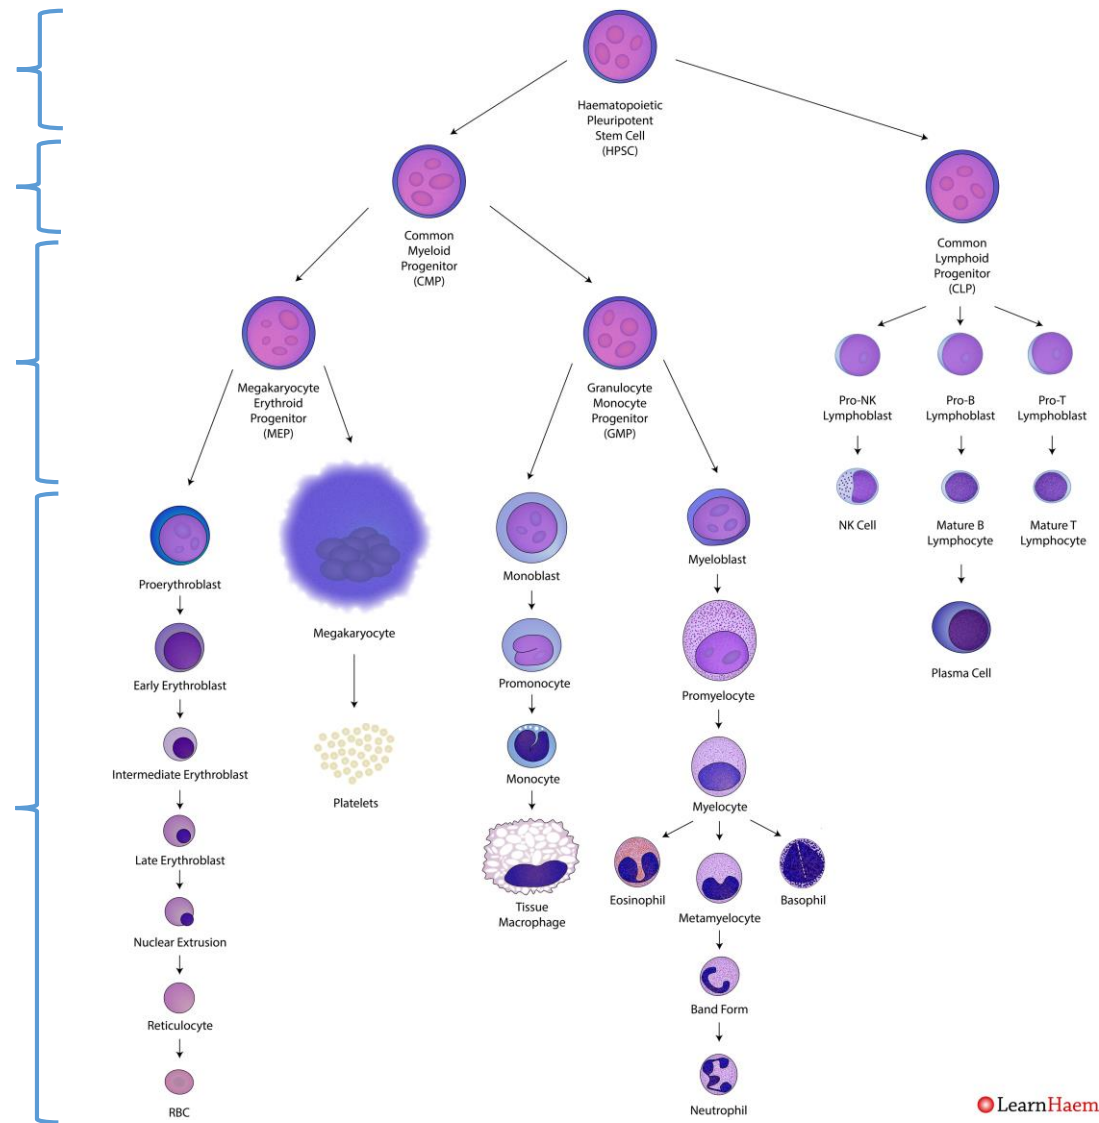 Haematopoietic
Pleuripotent
Stem Cell
(HPSC)
Common
Myeloid
Progenitor
(CMP)
Common
Lymphoid
Progenitor
(CLP)
Megakaryocyte
Erythroid
Progenitor
(MEP)
Granulocyte
Monocyte
Progenitor
(GMP)
Pro-NK
Lymphoblast
Pro-B
Lymphoblast
Pro-T
Lymphoblast
NK Cell
Mature B
Lymphocyte
Mature T
Lymphocyte
Plasma Cell
Proerythroblast
Megakaryocyte
Monoblast
Myeloblast
Early Erythroblast
Promonocyte
Promyelocyte
Intermediate Erythroblast
Platelets
Monocyte
Myelocyte
Late Erythroblast
Tissue
Macrophage
Eosinophil
Metamyelocyte
Basophil
Nuclear Extrusion
Band Form
Reticulocyte
Neutrophil
RBC
LearnHaem